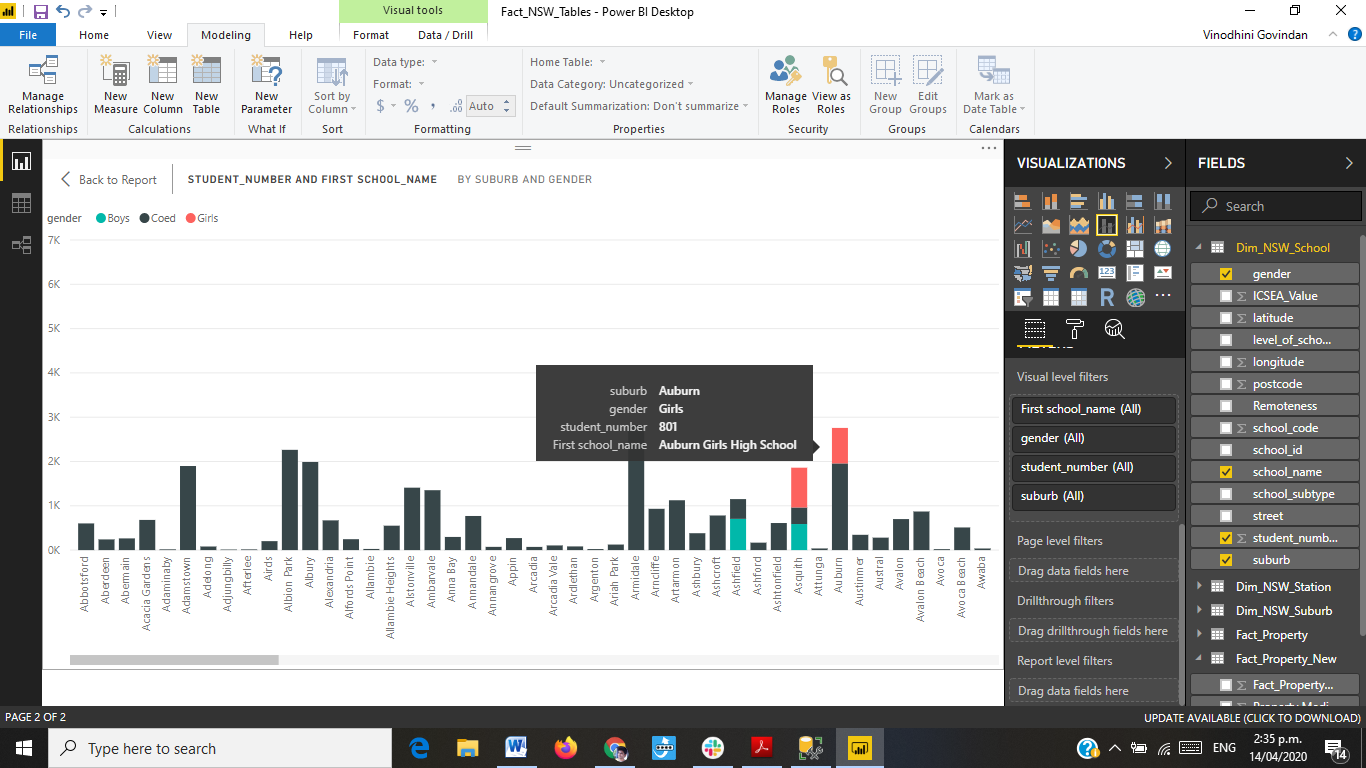 Visual tools
Fact_NSW_Tables - Power BI Desktop
File Home View Modeling Help Format Data / Drill
Vinodhini Govindan
Manage Relationships
Relationships
New Measure
New Column
New Table
Calculations
New Parameter
What If
Sort by Column
Sort
Data type:
Format:
$ % , .00 Auto
Formatting
Home Table:
Data Category: Uncategorized
Default Summarization: Don't summarize
Properties
Manage Roles
View as Roles
Security
New Group
Edit Groups
Groups
Mark as Date Table
Calendars
Back to Report
STUDENT_NUMBER AND FIRST SCHOOL_NAME BY SUBURB AND GENDER
gender Boys Coed Girls
7K
6K
5K
4K
3K
2K
1K
0K
suburb Auburn
gender Girls
student_number 801
First school_name Auburn Girls High School
Abbotsford
Aberdeen
Abermain
Acacia Gardens
Adaminaby
Adamstown
Adelong
Adjungbilly
Afterlee
Airds
Albion Park
Albury
Alexandria
Alfords Point
Allambie
Allambie Heights
Alstonville
Ambarvale
Anna Bay
Annandale
Annangrove
Appin
Arcadia
Arcadia Vale
Ardlethan
Argenton
Ariah Park
Armidale
Arncliffe
Artarmon
Ashbury
Ashcroft
Ashfield
Ashford
Ashtonfield
Asquith
Attunga
Auburn
Austinmer
Austral
Avalon
Avalon Beach
Avoca
Avoca Beach
Awaba
VISUALIZATIONS
123
R
Visual level filters
First school_name (All)
gender (All)
student_number (All)
suburb (All)
Page level filters
Drag data fields here
Drillthrough filters
Drag drillthrough fields here
Report level filters
Drag data fields here
FIELDS
Search
Dim_NSW_School
gender
Σ ICSEA_Value
Σ latitude
level_of_scho...
Σ longitude
Σ postcode
Remoteness
Σ school_code
school_id
school_name
school_subtype
street
Σ student_numb...
suburb
Dim_NSW_Station
Dim_NSW_Suburb
Fact_Property
Fact_Property_New
Σ Fact_Property...
PAGE 2 OF 2
UPDATE AVAILABLE (CLICK TO DOWNLOAD)
Type here to search
ENG
2:35 p.m.
14/04/2020
14